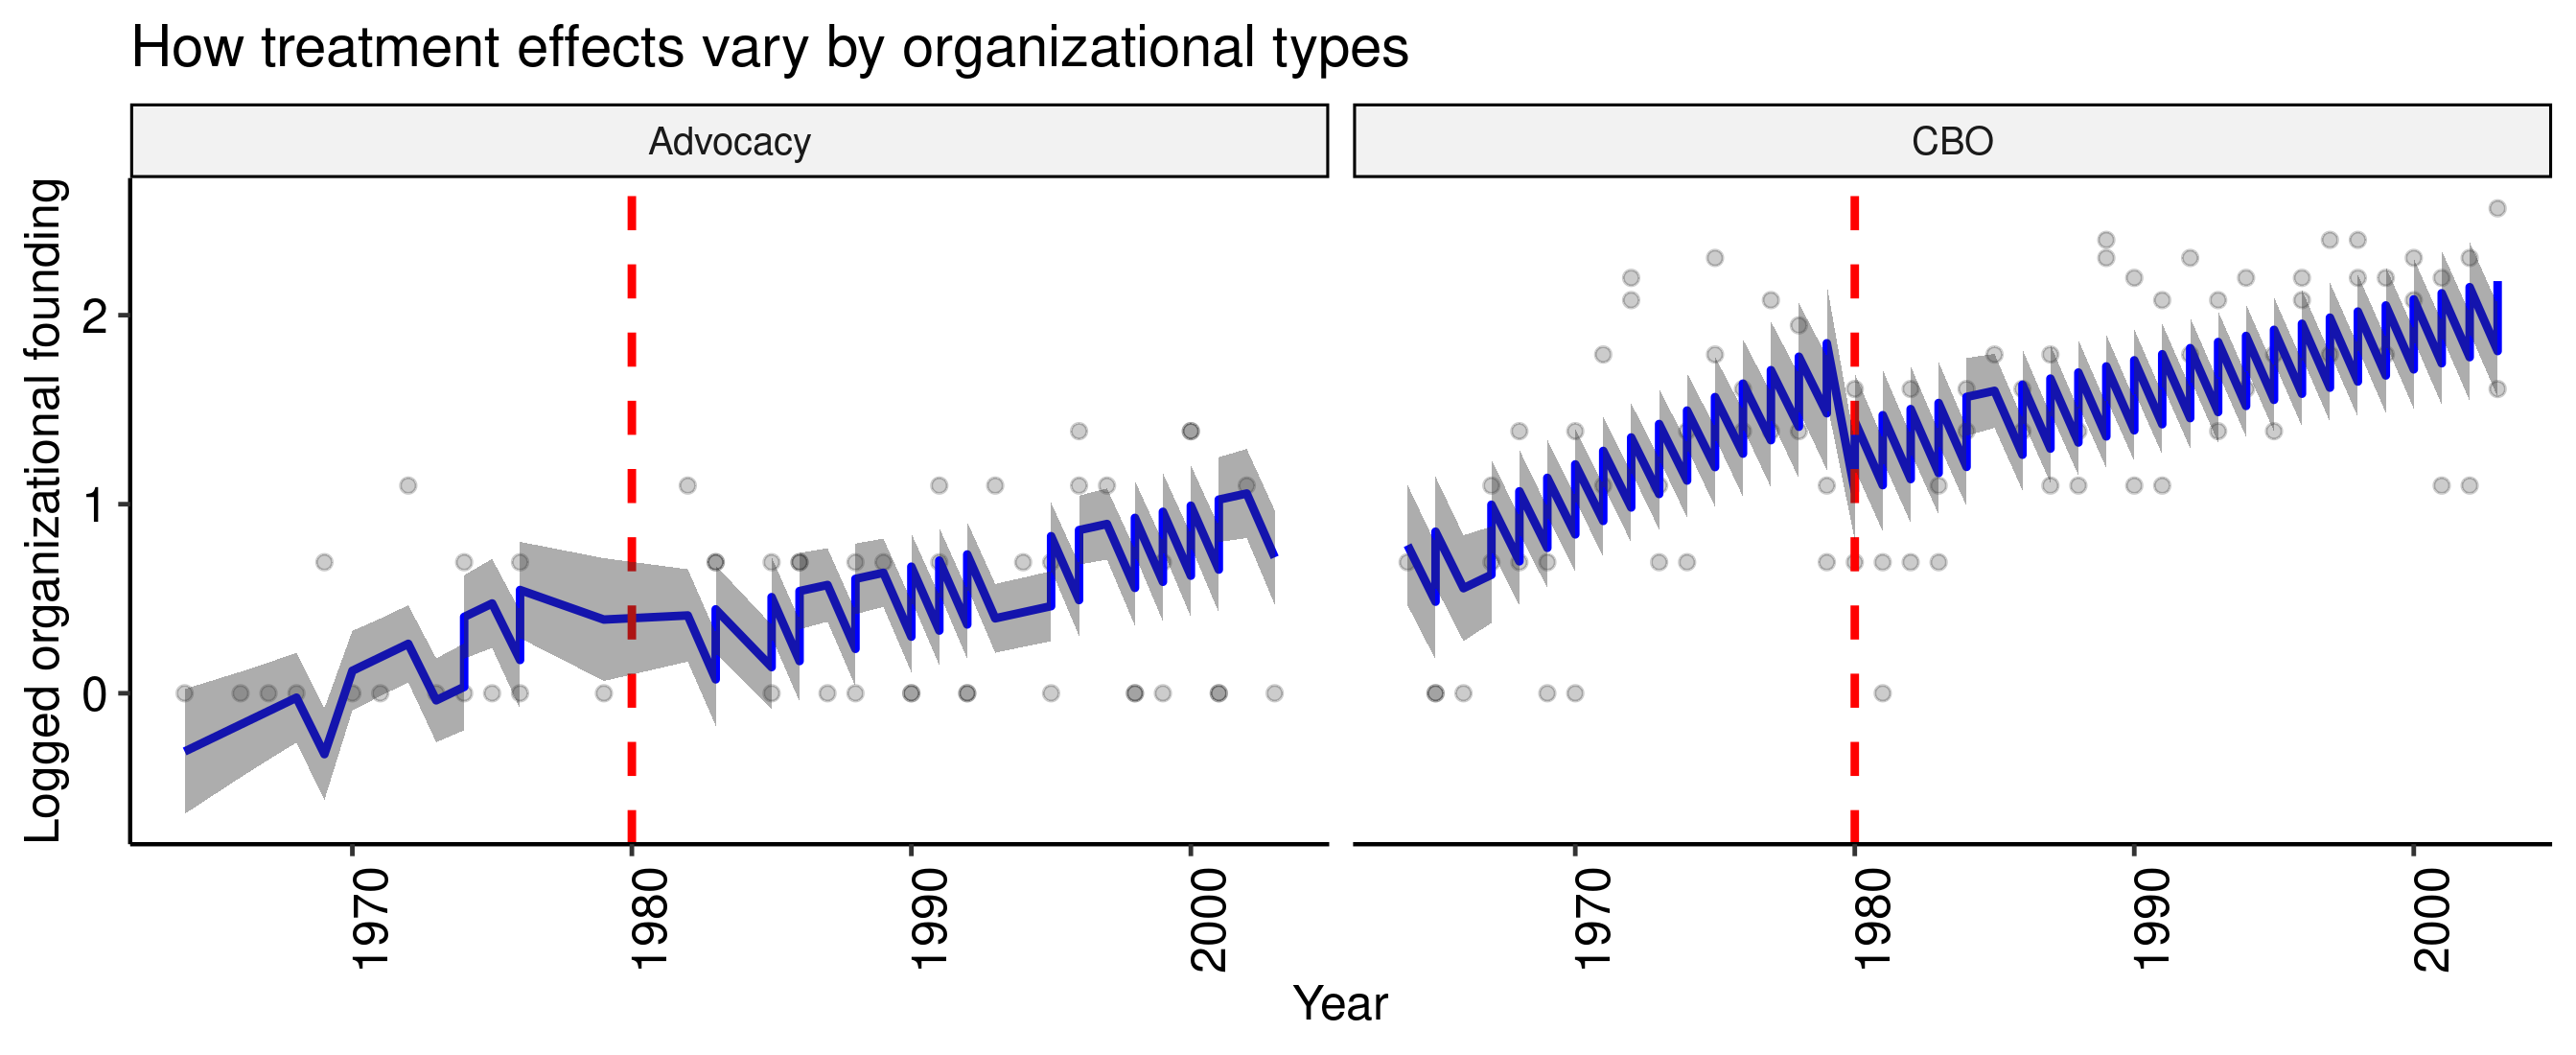 How treatment effects vary by organizational types
Advocacy
CBO
Logged organizational founding
2
1
0
1970
1980
1990
2000
1970
1980
1990
2000
Year